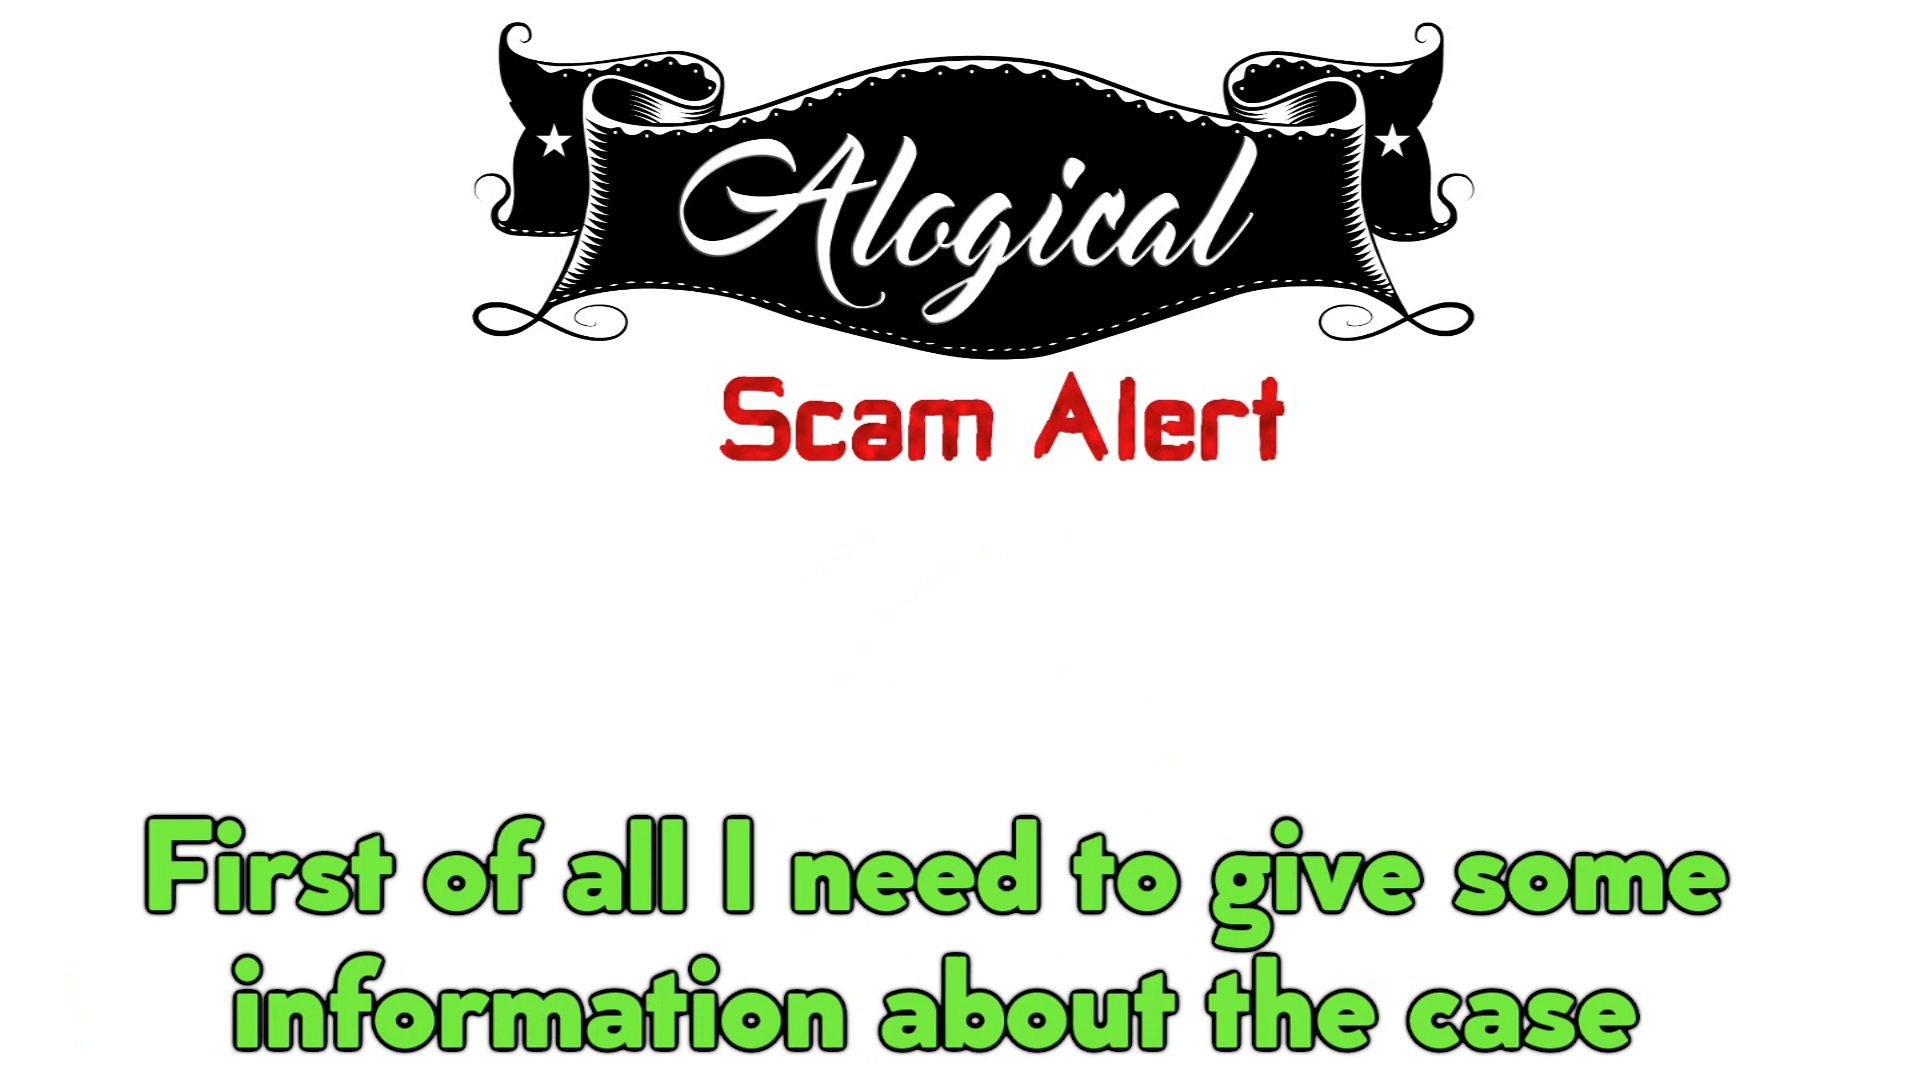 Alogical
Scam Alert
First of all I need to give some
information about the case